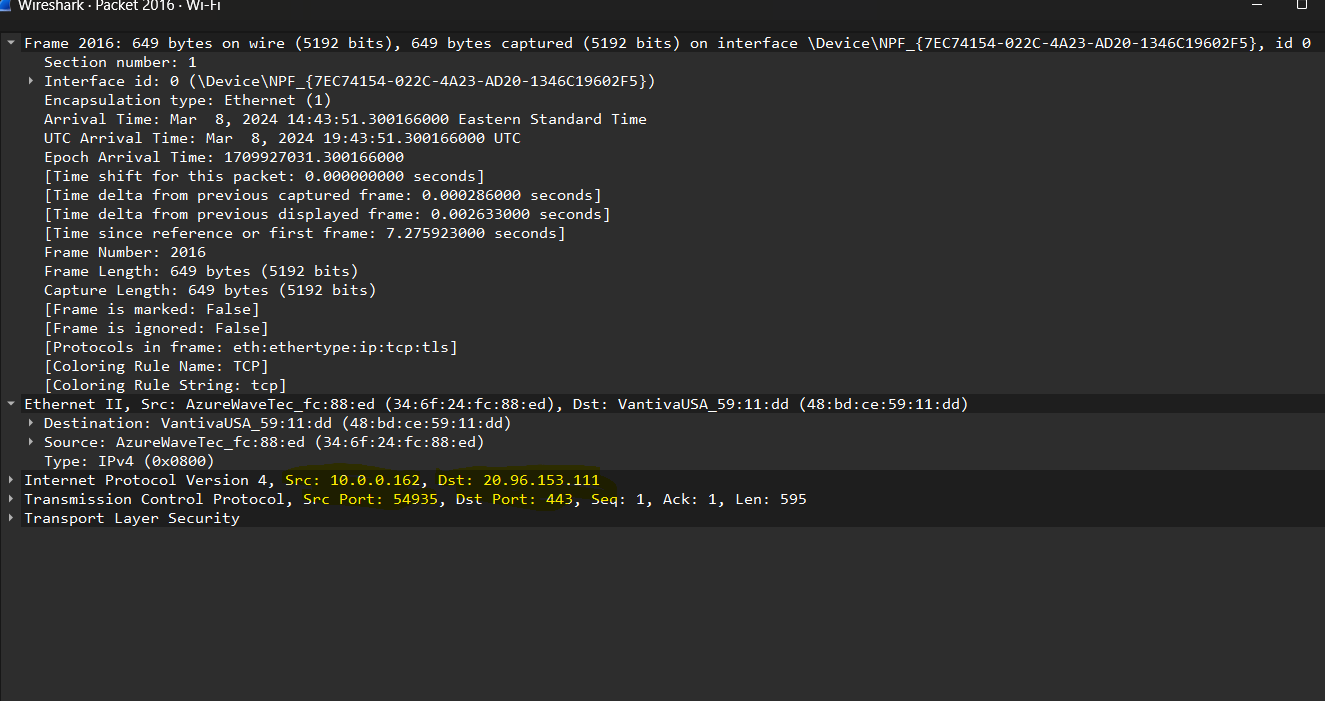 Wireshark · Packet 2016 · Wi-Fi
Frame 2016: 649 bytes on wire (5192 bits), 649 bytes captured (5192 bits) on interface \Device\NPF_{7EC74154-022C-4A23-AD20-1346C19602F5}, id 0
Section number: 1
Interface id: 0 (\Device\NPF_{7EC74154-022C-4A23-AD20-1346C19602F5})
Encapsulation type: Ethernet (1)
Arrival Time: Mar  8, 2024 14:43:51.300166000 Eastern Standard Time
UTC Arrival Time: Mar  8, 2024 19:43:51.300166000 UTC
Epoch Arrival Time: 1709927031.300166000
[Time shift for this packet: 0.000000000 seconds]
[Time delta from previous captured frame: 0.000286000 seconds]
[Time delta from previous displayed frame: 0.002633000 seconds]
[Time since reference or first frame: 7.275923000 seconds]
Frame Number: 2016
Frame Length: 649 bytes (5192 bits)
Capture Length: 649 bytes (5192 bits)
[Frame is marked: False]
[Frame is ignored: False]
[Protocols in frame: eth:ethertype:ip:tcp:tls]
[Coloring Rule Name: TCP]
[Coloring Rule String: tcp]
Ethernet II, Src: AzureWaveTec_fc:88:ed (34:6f:24:fc:88:ed), Dst: VantivaUSA_59:11:dd (48:bd:ce:59:11:dd)
Destination: VantivaUSA_59:11:dd (48:bd:ce:59:11:dd)
Source: AzureWaveTec_fc:88:ed (34:6f:24:fc:88:ed)
Type: IPv4 (0x0800)
Internet Protocol Version 4, Src: 10.0.0.162, Dst: 20.96.153.111
Transmission Control Protocol, Src Port: 54935, Dst Port: 443, Seq: 1, Ack: 1, Len: 595
Transport Layer Security